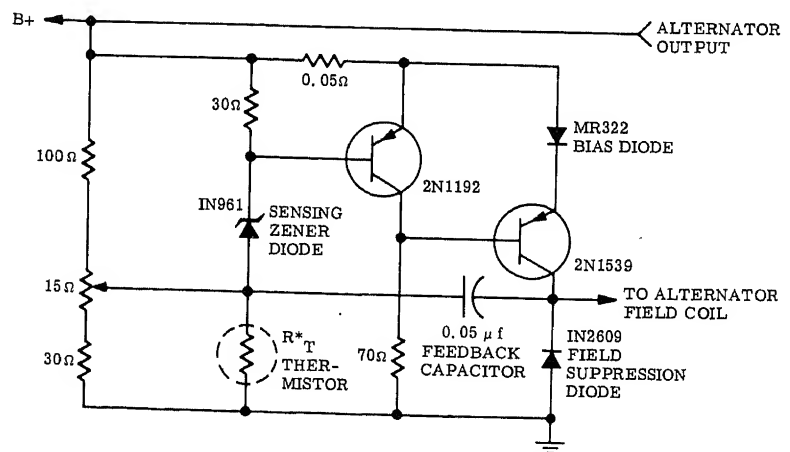 B+
ALTERNATOR
OUTPUT
0.05Ω
30Ω
MR322
BIAS DIODE
100Ω
2N1192
IN961
SENSING
ZENER
DIODE
2N1539
15Ω
TO ALTERNATOR
FIELD COIL
0.05 μf
FEEDBACK
CAPACITOR
R*T
THER-
MISTOR
70Ω
IN2609
FIELD
SUPPRESSION
DIODE
30Ω